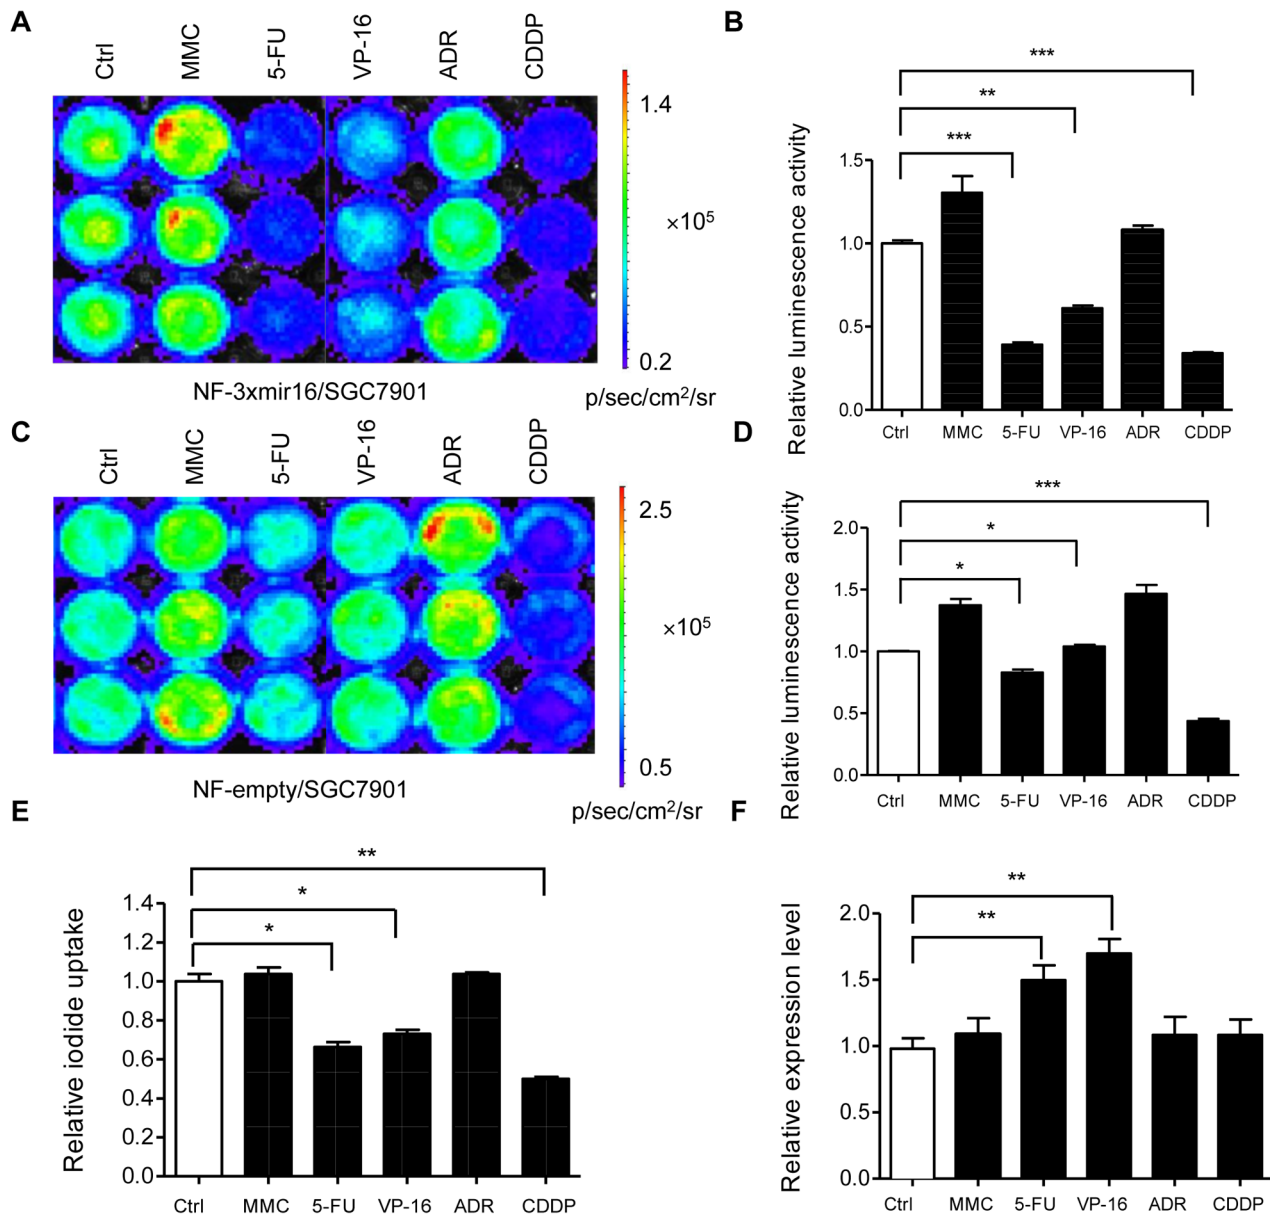 A
Ctrl
MMC
5-FU
VP-16
ADR
CDDP
1.4
×10⁵
0.2
NF-3xmir16/SGC7901
p/sec/cm²/sr
B
***
**
***
Relative luminescence activity
1.5
1.0
0.5
0.0
Ctrl MMC 5-FU VP-16 ADR CDDP
C
Ctrl
MMC
5-FU
VP-16
ADR
CDDP
2.5
×10⁵
0.5
NF-empty/SGC7901
p/sec/cm²/sr
D
***
*
*
Relative luminescence activity
2.0
1.5
1.0
0.5
0.0
Ctrl MMC 5-FU VP-16 ADR CDDP
E
**
*
*
Relative iodide uptake
1.4
1.2
1.0
0.8
0.6
0.4
0.2
0.0
Ctrl MMC 5-FU VP-16 ADR CDDP
F
**
**
Relative expression level
2.0
1.5
1.0
0.5
0.0
Ctrl MMC 5-FU VP-16 ADR CDDP